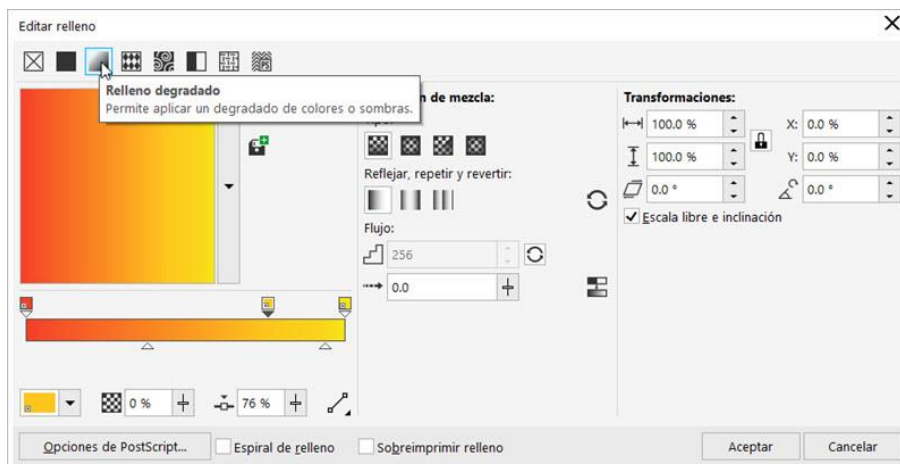 Editar relleno
Relleno degradado
Permite aplicar un degradado de colores o sombras.
n de mezcla:
Reflejar, repetir y revertir:
Flujo:
256
0.0
0 %
76 %
Transformaciones:
100.0 %
X: 0.0 %
100.0 %
Y: 0.0 %
0.0 °
0.0 °
Escala libre e inclinación
Opciones de PostScript...
Espiral de relleno
Sobreimprimir relleno
Aceptar
Cancelar